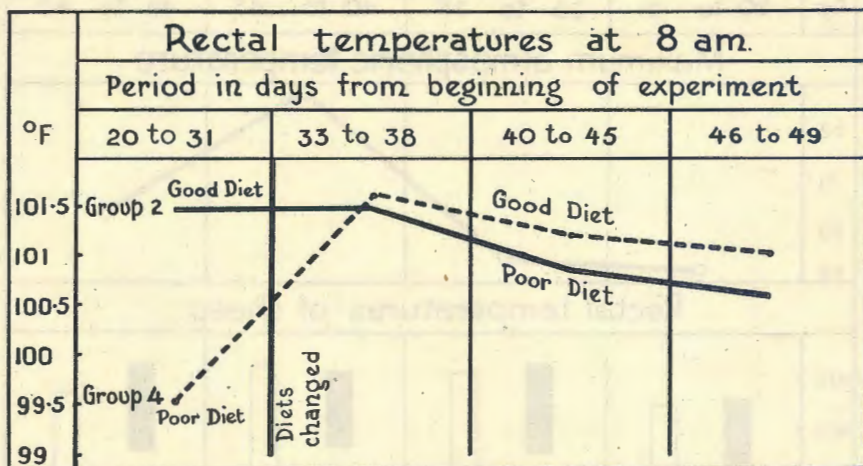 Rectal temperatures at 8 am.
Period in days from beginning of experiment
°F 20 to 31 33 to 38 40 to 45 46 to 49
Good Diet
101·5 Group 2
Good Diet
101
Poor Diet
100·5
100
99·5 Group 4
Poor Diet
Diets
changed
99